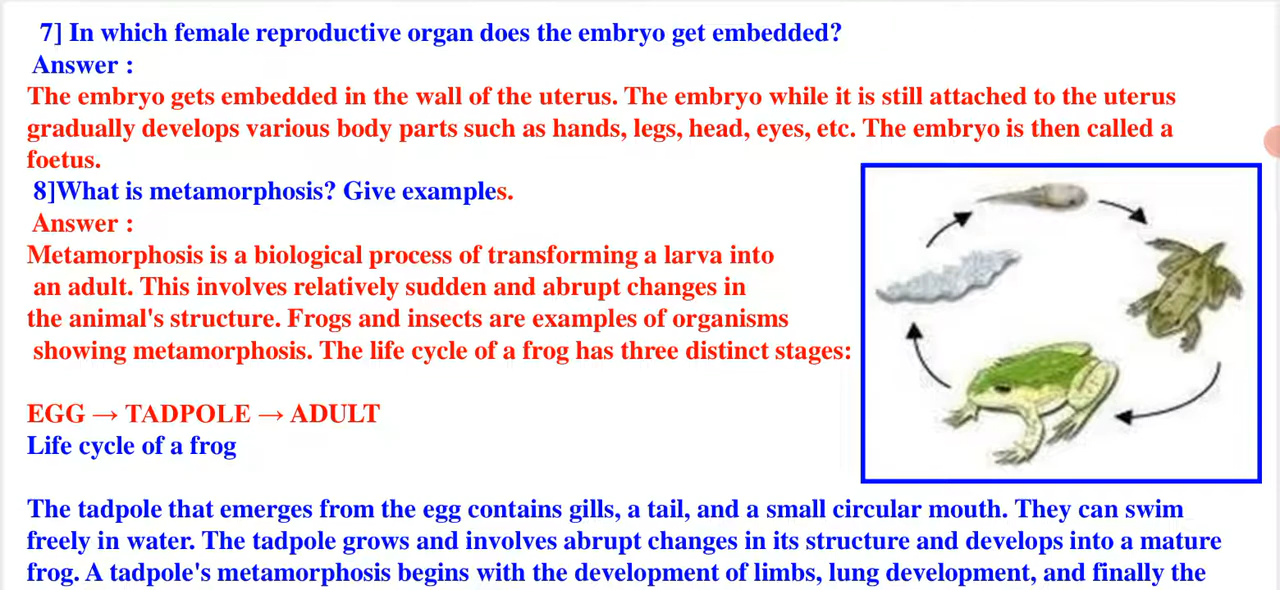 7] In which female reproductive organ does the embryo get embedded?
Answer :
The embryo gets embedded in the wall of the uterus. The embryo while it is still attached to the uterus
gradually develops various body parts such as hands, legs, head, eyes, etc. The embryo is then called a
foetus.
8]What is metamorphosis? Give examples.
Answer :
Metamorphosis is a biological process of transforming a larva into
an adult. This involves relatively sudden and abrupt changes in
the animal's structure. Frogs and insects are examples of organisms
showing metamorphosis. The life cycle of a frog has three distinct stages:
EGG → TADPOLE → ADULT
Life cycle of a frog
The tadpole that emerges from the egg contains gills, a tail, and a small circular mouth. They can swim
freely in water. The tadpole grows and involves abrupt changes in its structure and develops into a mature
frog. A tadpole's metamorphosis begins with the development of limbs, lung development, and finally the